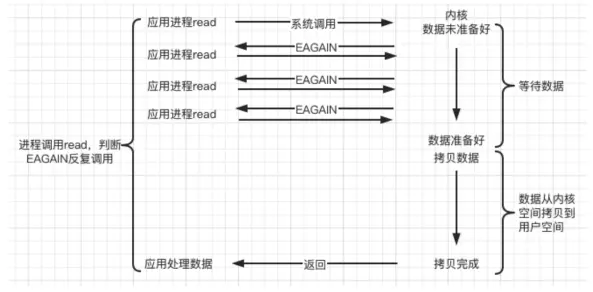 应用进程read
系统调用
内核
数据未准备好
应用进程read
EAGAIN
应用进程read
EAGAIN
等待数据
应用进程read
EAGAIN
进程调用read，判断
EAGAIN反复调用
数据准备好
拷贝数据
数据从内核
空间拷贝到
用户空间
应用处理数据
返回
拷贝完成